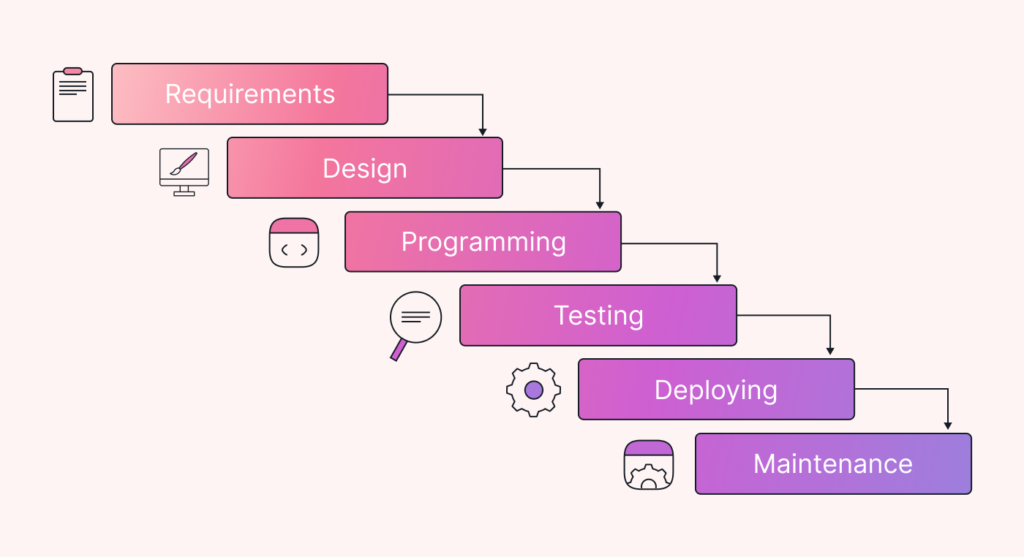 Requirements
Design
Programming
Testing
Deploying
Maintenance